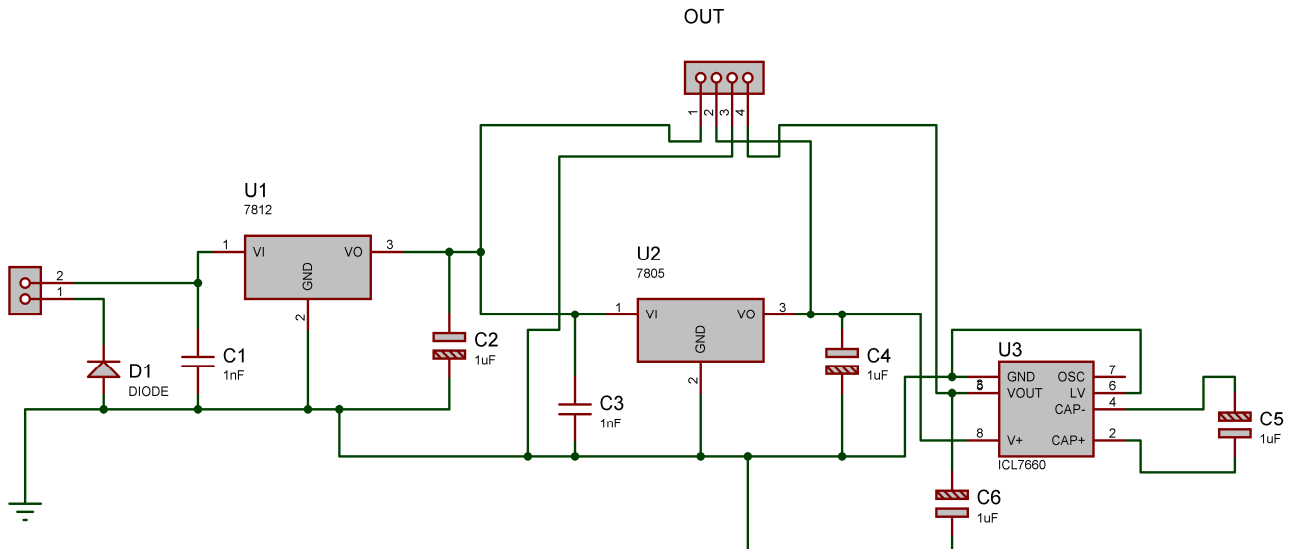 OUT
1 2 3 4
U1
7812
1 VI VO 3
GND
2
2
1
D1
DIODE
C1
1nF
C2
1uF
U2
7805
1 VI VO 3
GND
2
C3
1nF
C4
1uF
U3
GND OSC 7
5 VOUT LV 6
CAP- 4
8 V+ CAP+ 2
ICL7660
C5
1uF
C6
1uF